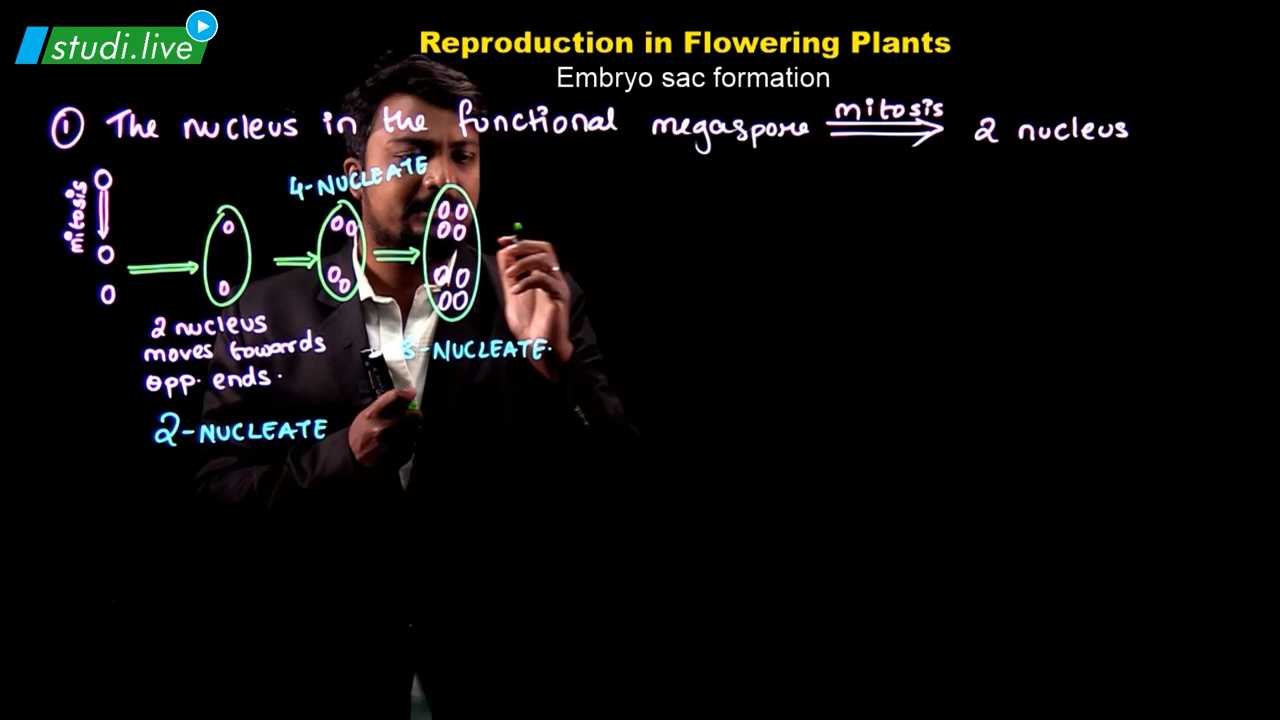 studi.live
Reproduction in Flowering Plants
Embryo sac formation
① The nucleus in the functional megaspore mitosis 2 nucleus
mitosis
4-NUCLEATE
2 nucleus
moves towards
opp. ends.
8-NUCLEATE.
2-NUCLEATE